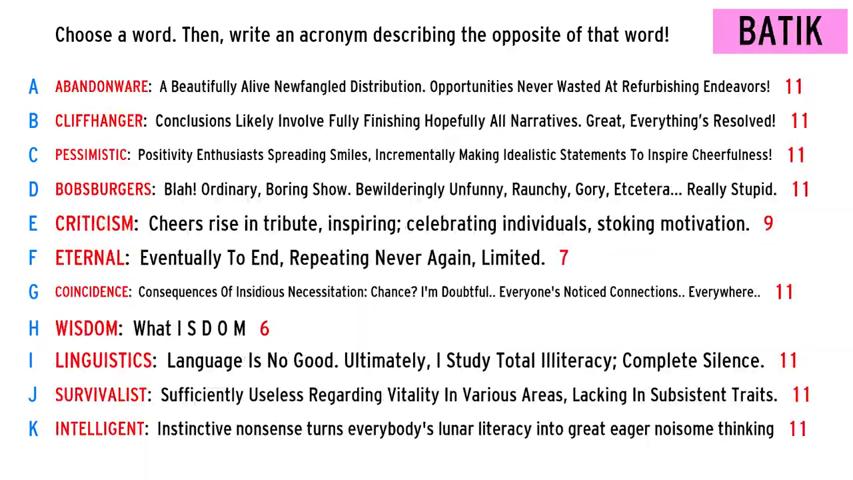 Choose a word. Then, write an acronym describing the opposite of that word!
BATIK
A ABANDONWARE: A Beautifully Alive Newfangled Distribution. Opportunities Never Wasted At Refurbishing Endeavors! 11
B CLIFFHANGER: Conclusions Likely Involve Fully Finishing Hopefully All Narratives. Great, Everything's Resolved! 11
C PESSIMISTIC: Positivity Enthusiasts Spreading Smiles, Incrementally Making Idealistic Statements To Inspire Cheerfulness! 11
D BOBSBURGERS: Blah! Ordinary, Boring Show. Bewilderingly Unfunny, Raunchy, Gory, Etcetera... Really Stupid. 11
E CRITICISM: Cheers rise in tribute, inspiring; celebrating individuals, stoking motivation. 9
F ETERNAL: Eventually To End, Repeating Never Again, Limited. 7
G COINCIDENCE: Consequences Of Insidious Necessitation: Chance? I'm Doubtful.. Everyone's Noticed Connections.. Everywhere.. 11
H WISDOM: What I S D O M 6
I LINGUISTICS: Language Is No Good. Ultimately, I Study Total Illiteracy; Complete Silence. 11
J SURVIVALIST: Sufficiently Useless Regarding Vitality In Various Areas, Lacking In Subsistent Traits. 11
K INTELLIGENT: Instinctive nonsense turns everybody's lunar literacy into great eager noisome thinking 11